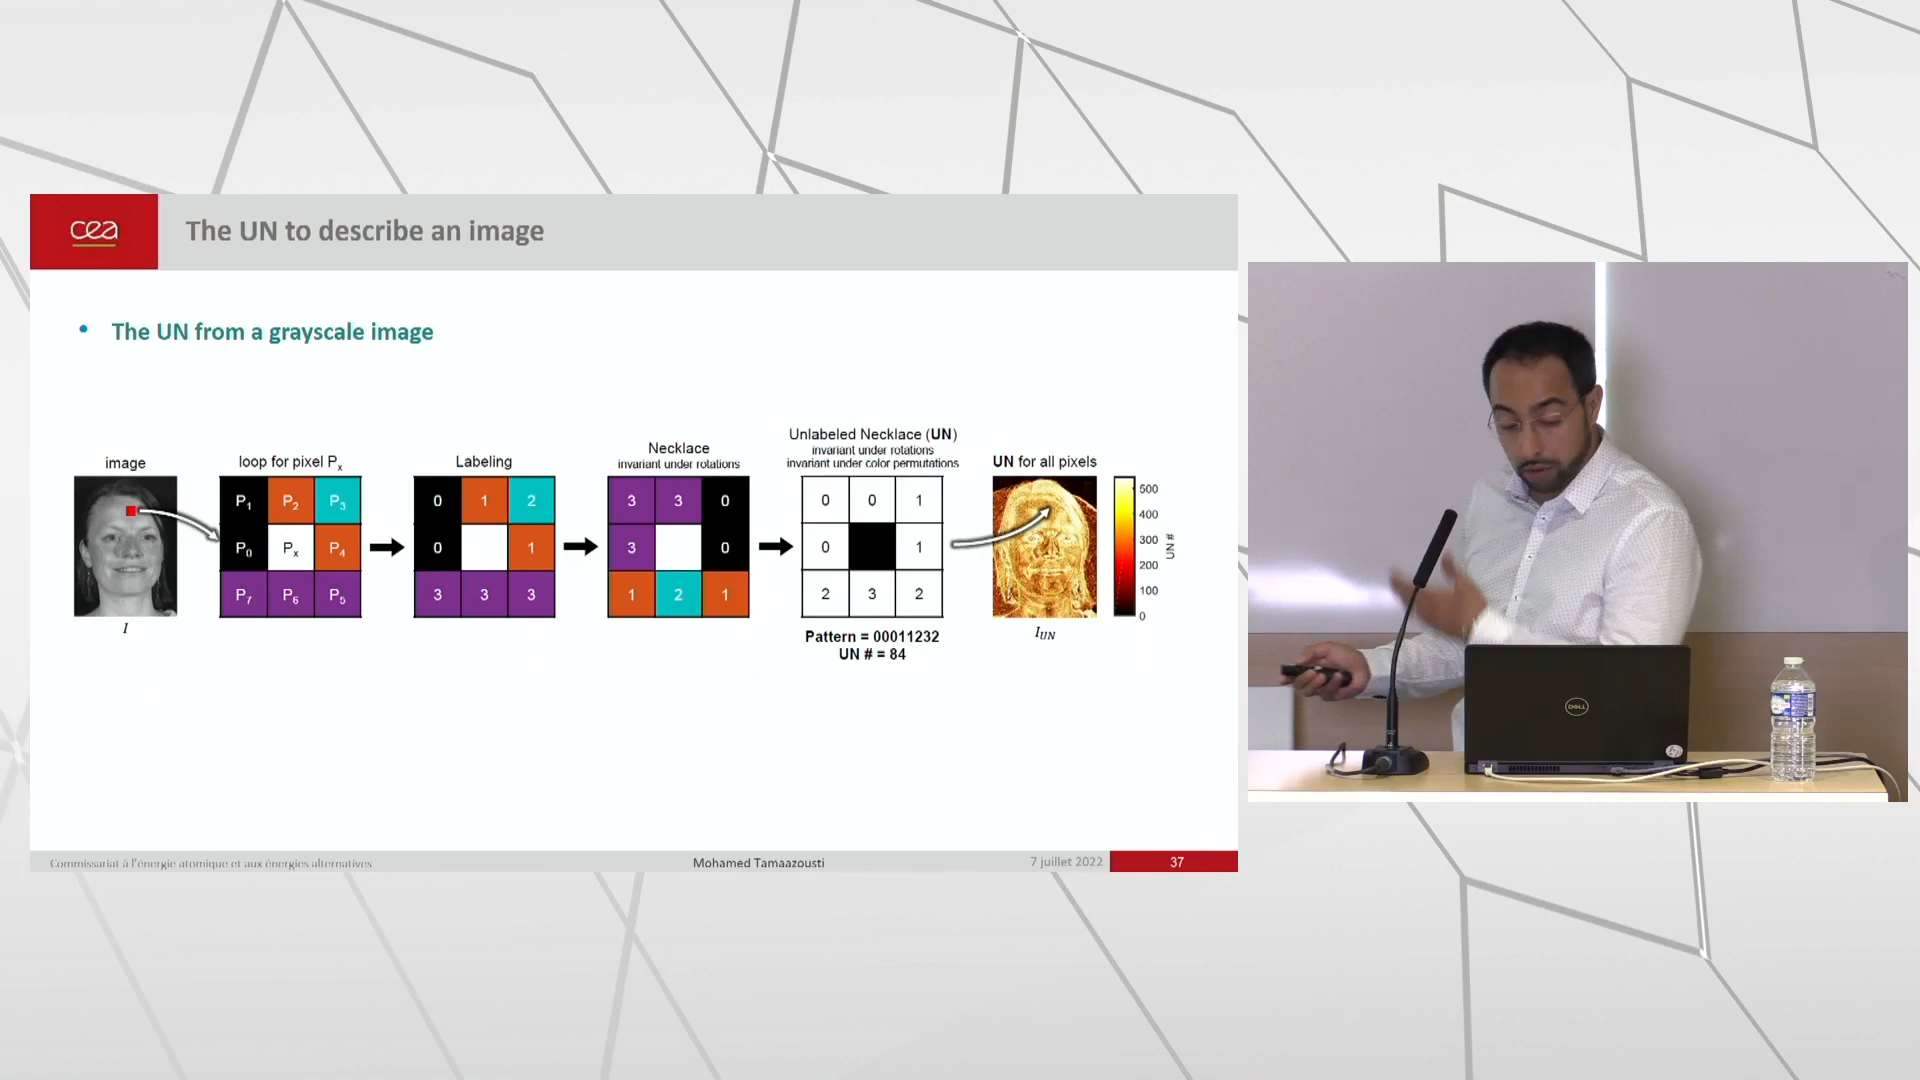 cea
The UN to describe an image
• The UN from a grayscale image
image
I
loop for pixel Px
P1 P2 P3
P0 Px P4
P7 P6 P5
Labeling
0 1 2
0 1
3 3 3
Necklace
invariant under rotations
3 3 0
3 0
1 2 1
Unlabeled Necklace (UN)
invariant under rotations
invariant under color permutations
0 0 1
0 1
2 3 2
Pattern = 00011232
UN # = 84
UN for all pixels
IUN
500
400
300
200
100
0
UN #
Commissariat à l'énergie atomique et aux énergies alternatives
Mohamed Tamaazousti
7 juillet 2022
37
DELL